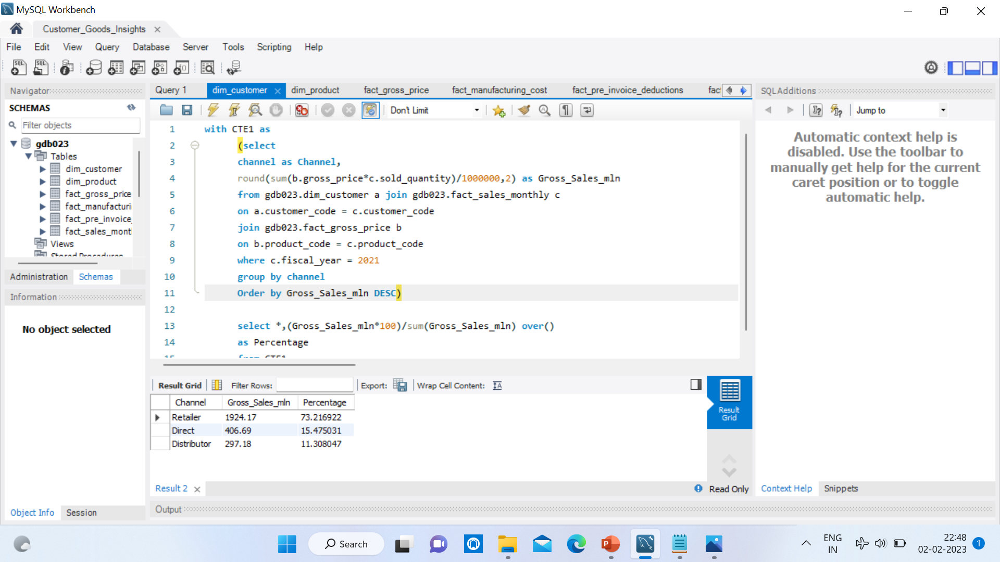 MySQL Workbench
Customer_Goods_Insights
File Edit View Query Database Server Tools Scripting Help
Navigator
SCHEMAS
Filter objects
gdb023
Tables
dim_customer
dim_product
fact_gross_price
fact_manufacturi
fact_pre_invoice_
fact_sales_mont
Views
Stored Procedures
Administration Schemas
Information
No object selected
Object Info Session
Query 1 dim_customer dim_product fact_gross_price fact_manufacturing_cost fact_pre_invoice_deductions fact
Don't Limit
1 with CTE1 as
2 (select
3 channel as Channel,
4 round(sum(b.gross_price*c.sold_quantity)/1000000,2) as Gross_Sales_mln
5 from gdb023.dim_customer a join gdb023.fact_sales_monthly c
6 on a.customer_code = c.customer_code
7 join gdb023.fact_gross_price b
8 on b.product_code = c.product_code
9 where c.fiscal_year = 2021
10 group by channel
11 Order by Gross_Sales_mln DESC)
12
13 select *,(Gross_Sales_mln*100)/sum(Gross_Sales_mln) over()
14 as Percentage
15 from CTE1
Result Grid Filter Rows: Export: Wrap Cell Content:
Channel Gross_Sales_mln Percentage
Retailer 1924.17 73.216922
Direct 406.69 15.475031
Distributor 297.18 11.308047
Result
Grid
Result 2
Read Only
Output
SQLAdditions
Jump to
Automatic context help is
disabled. Use the toolbar to
manually get help for the current
caret position or to toggle
automatic help.
Context Help Snippets
Search
ENG
IN
22:48
02-02-2023
1